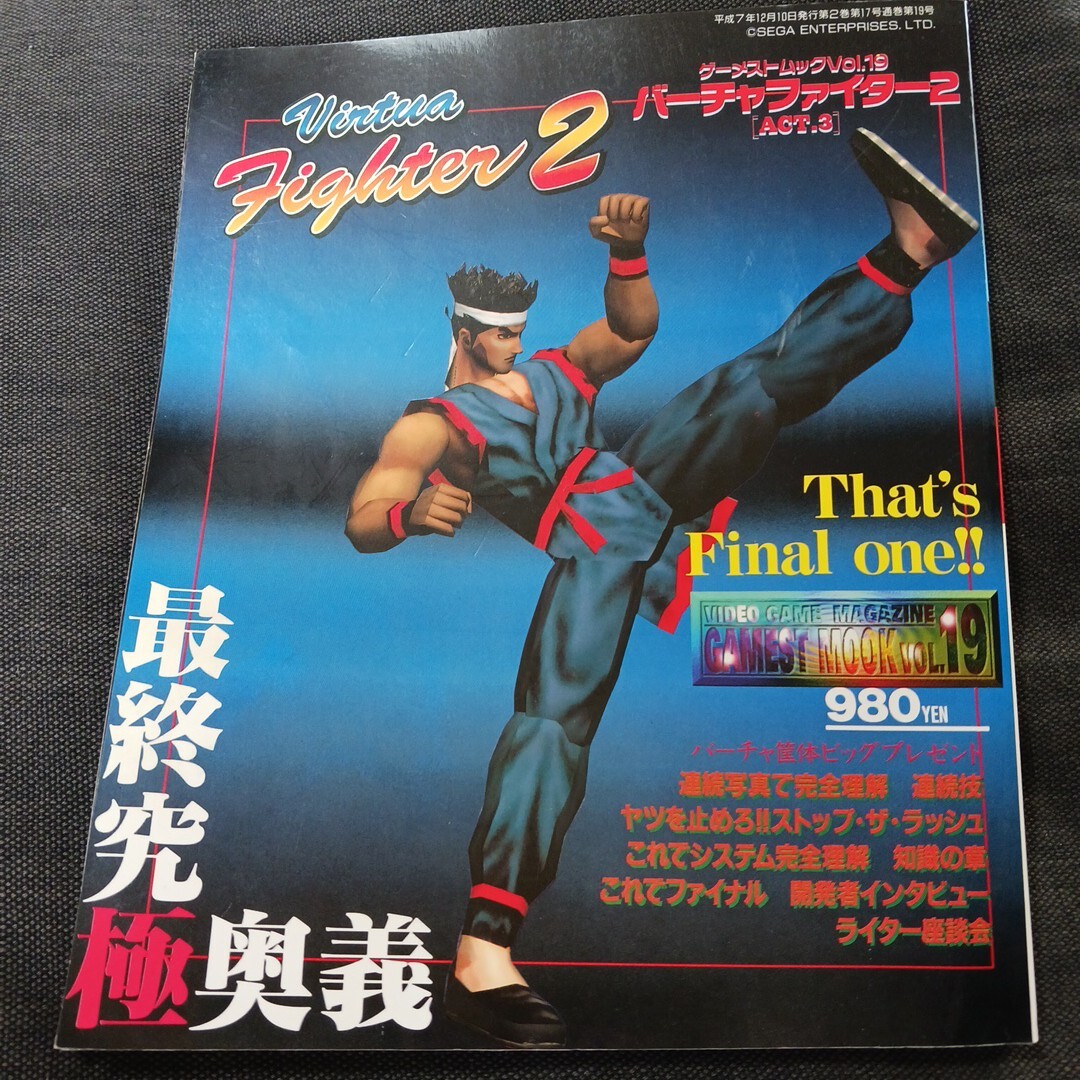 平成7年12月10日発行第2巻第17号通巻第19号
©SEGA ENTERPRISES, LTD.
ゲーメストムックVol.19
バーチャファイター2
[ACT.3]
Virtua
Fighter 2
That's
Final one!!
VIDEO GAME MAGAZINE
GAMEST MOOK VOL.19
980YEN
バーチャ筐体ビッグプレゼント
連続写真で完全理解 連続技
ヤツを止めろ!!ストップ・ザ・ラッシュ
これでシステム完全理解 知識の章
これでファイナル 開発者インタビュー
ライター座談会
最終究極奥義